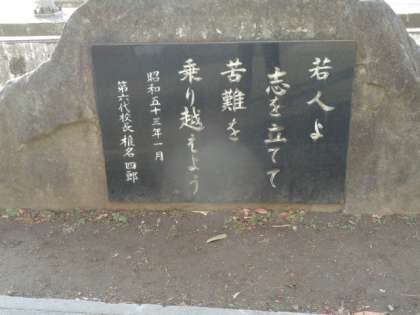 若人よ
志を立てて
苦難を
乗り越えよう
昭和五十三年一月
第六代校長 椎名四郎